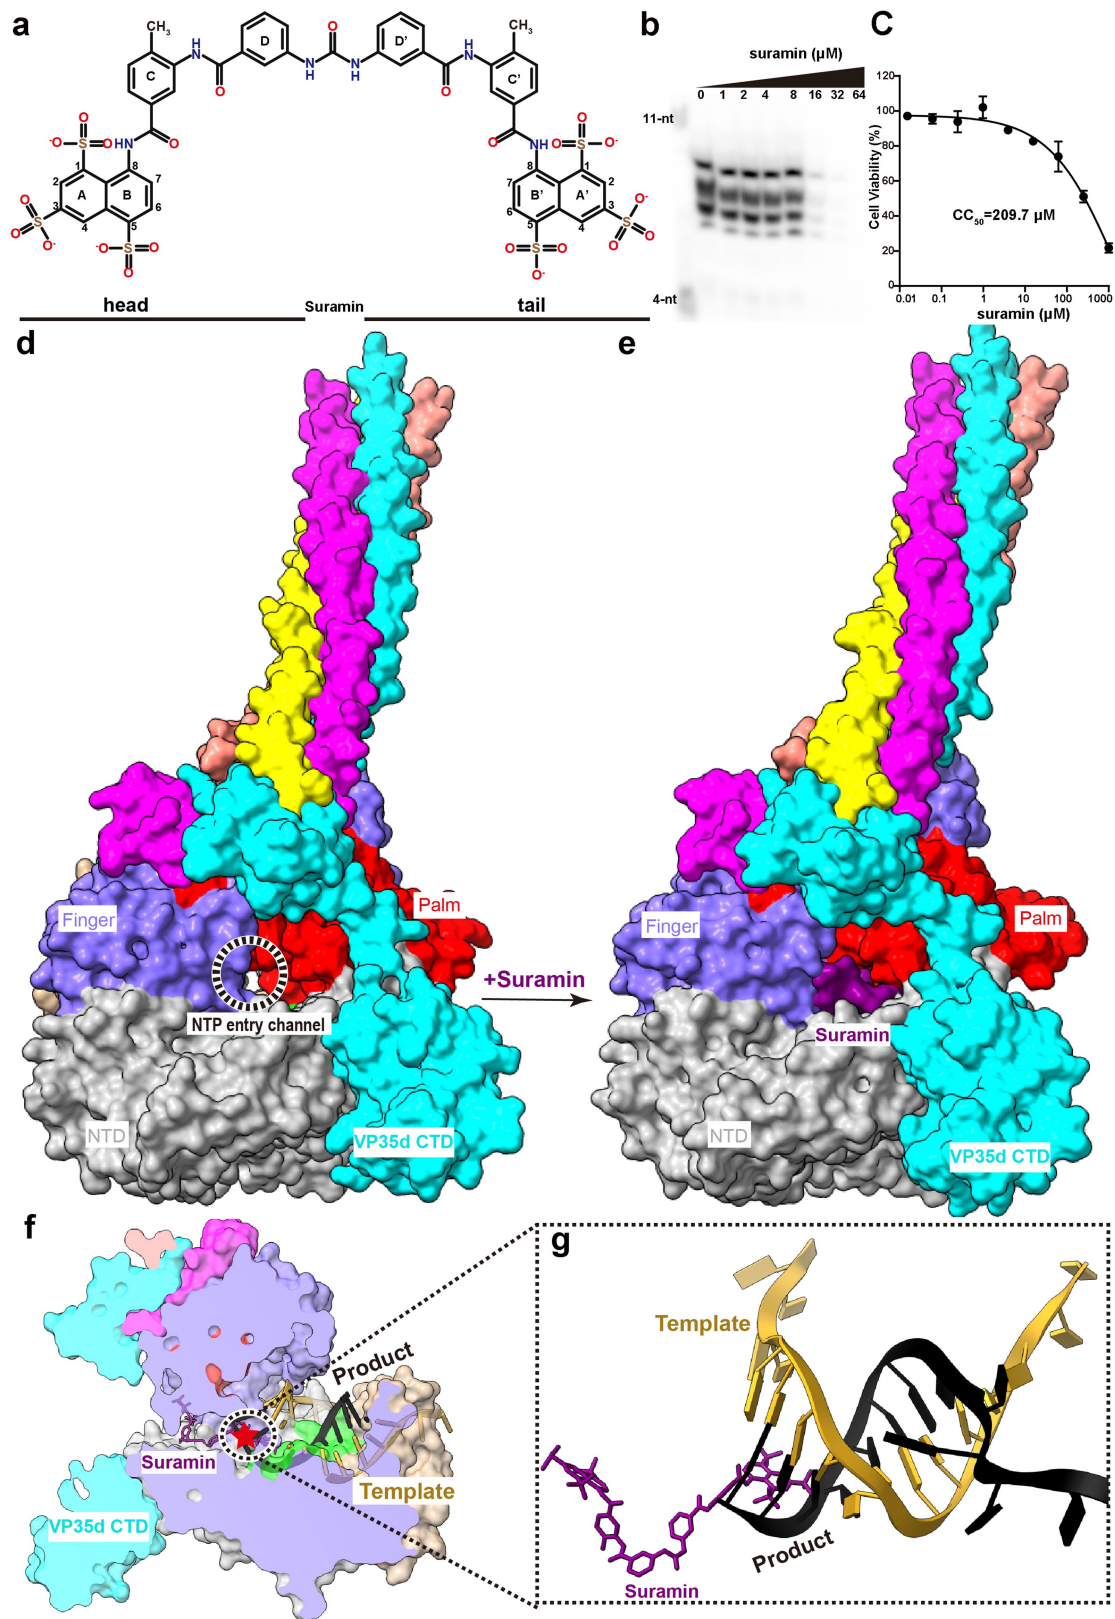 a
CH₃
CH₃
H
N
O
D
N
H
O
N
H
D'
O
H
N
C
C'
O
HN
O
NH
O⁻
S
O
O
1
8
2
7
A
B
3
6
4
5
O
S
O
O⁻
⁻O
S
O
O
O
S
O
O⁻
8
1
7
2
B'
A'
6
3
5
4
O
S
O
O⁻
O
S
O
O⁻
head
Suramin
tail
b
suramin (µM)
0 1 2 4 8 16 32 64
11-nt
4-nt
C
120
100
80
60
40
20
0
Cell Viability (%)
CC₅₀=209.7 µM
0.01 0.1 1 10 100 1000
suramin (µM)
d
Finger
Palm
NTP entry channel
NTD
VP35d CTD
+Suramin
e
Finger
Palm
Suramin
NTD
VP35d CTD
f
Product
Suramin
Template
VP35d CTD
g
Template
Product
Suramin